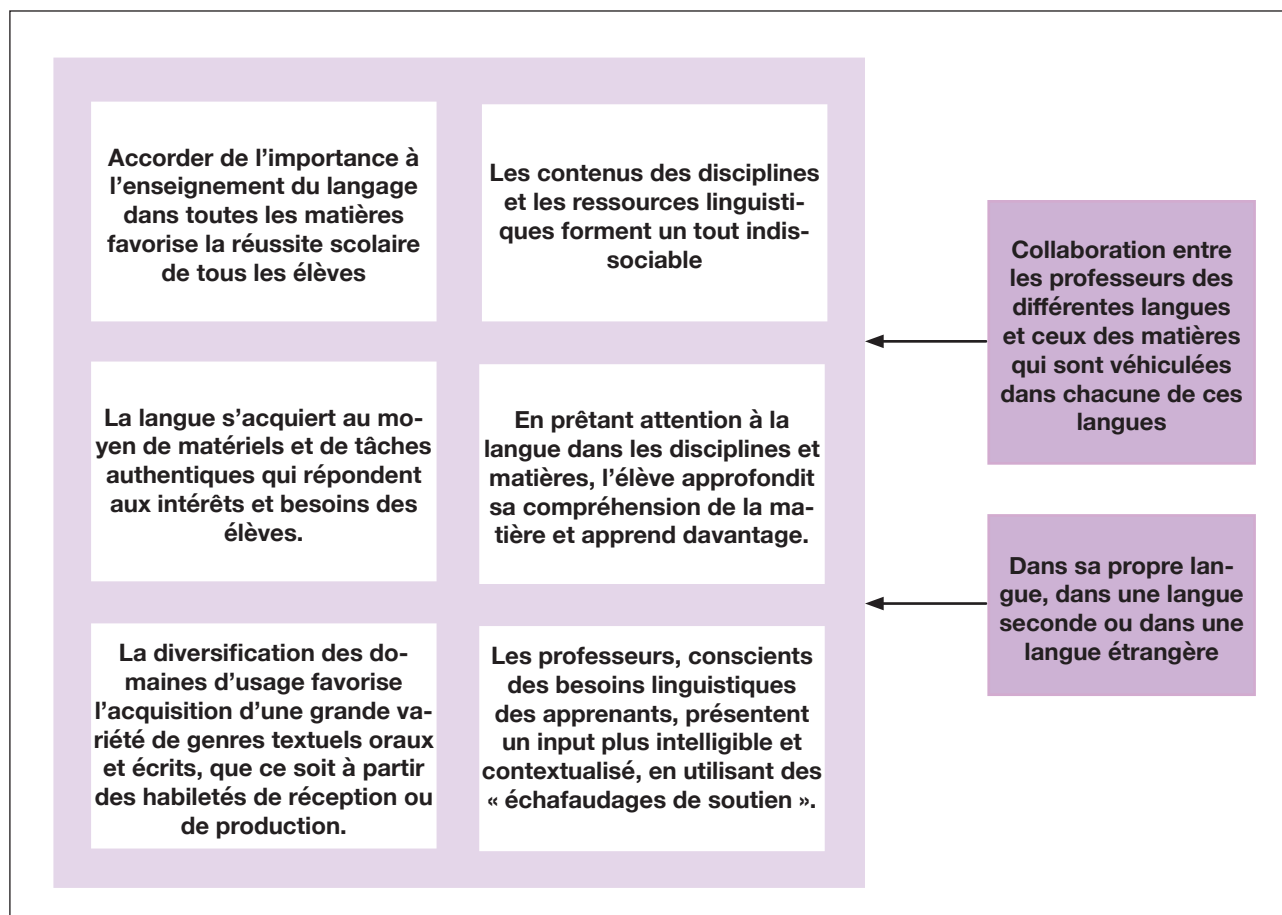 Accorder de l’importance à
l’enseignement du langage
dans toutes les matières
favorise la réussite scolaire
de tous les élèves
Les contenus des disciplines
et les ressources linguisti-
ques forment un tout indis-
sociable
La langue s’acquiert au mo-
yen de matériels et de tâches
authentiques qui répondent
aux intérêts et besoins des
élèves.
En prêtant attention à la
langue dans les disciplines et
matières, l’élève approfondit
sa compréhension de la ma-
tière et apprend davantage.
La diversification des do-
maines d’usage favorise
l’acquisition d’une grande va-
riété de genres textuels oraux
et écrits, que ce soit à partir
des habiletés de réception ou
de production.
Les professeurs, conscients
des besoins linguistiques
des apprenants, présentent
un input plus intelligible et
contextualisé, en utilisant des
« échafaudages de soutien ».
Collaboration entre
les professeurs des
différentes langues
et ceux des matières
qui sont véhiculées
dans chacune de ces
langues
Dans sa propre lan-
gue, dans une langue
seconde ou dans une
langue étrangère